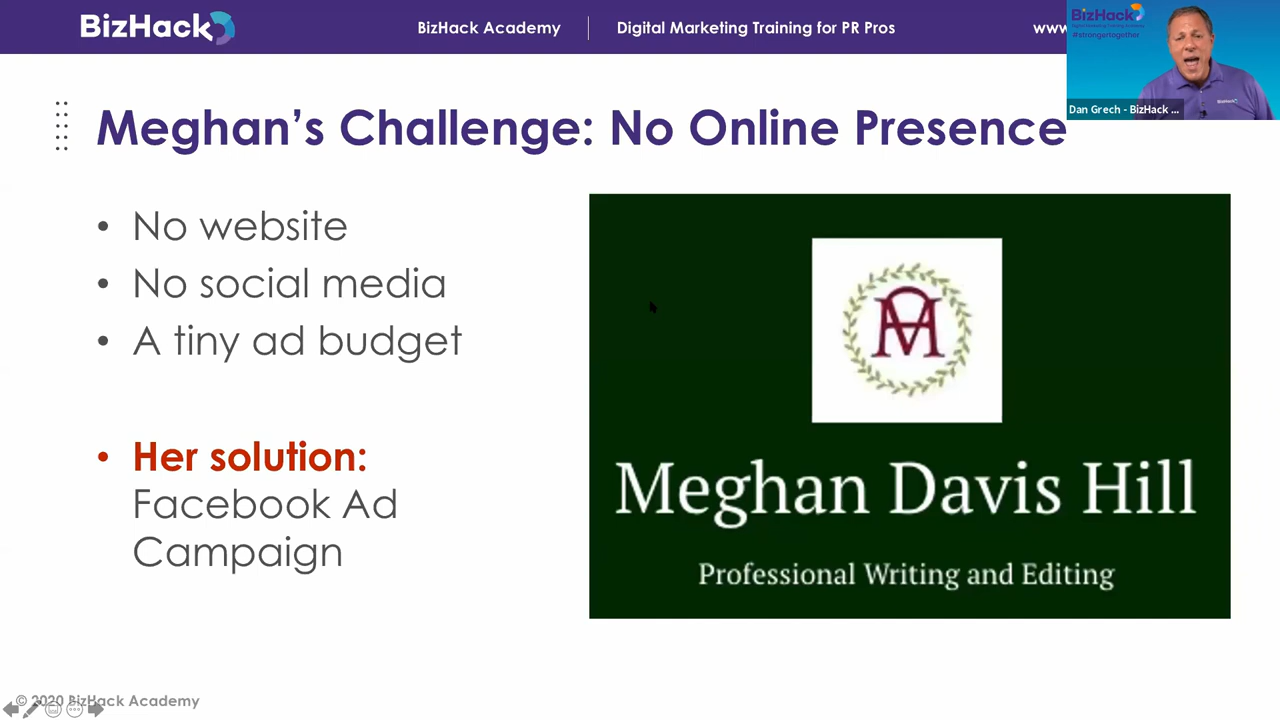 BizHack
BizHack Academy
Digital Marketing Training for PR Pros
www
BizHack
#strongertogether
BizHack
Dan Grech - BizHack ...
Meghan's Challenge: No Online Presence
• No website
• No social media
• A tiny ad budget
• Her solution:
Facebook Ad
Campaign
Meghan Davis Hill
Professional Writing and Editing
© 2020 BizHack Academy